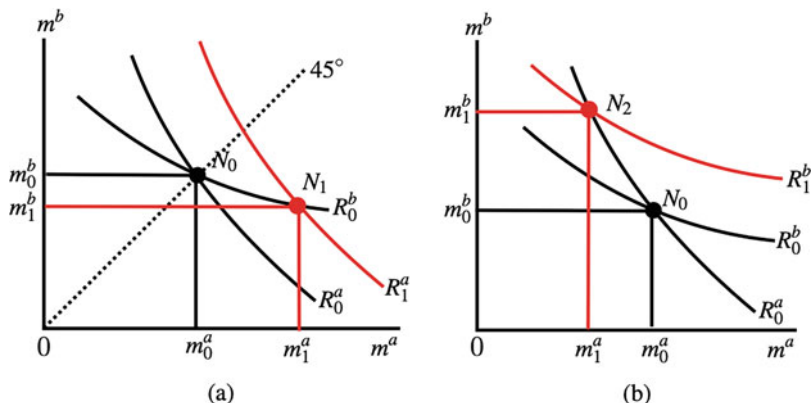 m^b
45°
N_0
N_1
m_0^b
m_1^b
R_0^b
R_0^a
R_1^a
0
m_0^a
m_1^a
m^a
(a)
m^b
m_1^b
N_2
R_1^b
m_0^b
N_0
R_0^b
R_0^a
0
m_1^a
m_0^a
m^a
(b)